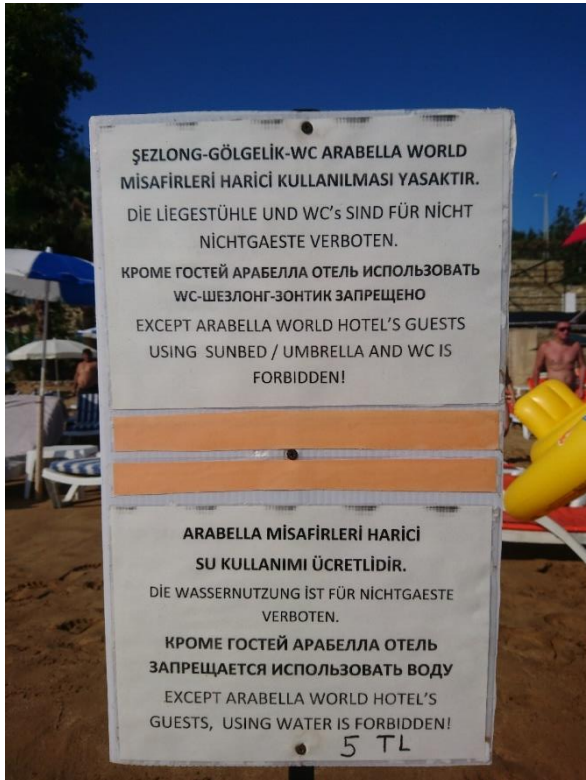 ŞEZLONG-GÖLGELİK-WC ARABELLA WORLD
MİSAFİRLERİ HARİCİ KULLANILMASI YASAKTIR.
DİE LİEGESTÜHLE UND WC's SIND FÜR NİCHT
NICHTGAESTE VERBOTEN.
КРОМЕ ГОСТЕЙ АРАБЕЛЛА ОТЕЛЬ ИСПОЛЬЗОВАТЬ
WC-ШЕЗЛОНГ-ЗОНТИК ЗАПРЕЩЕНО
EXCEPT ARABELLA WORLD HOTEL'S GUESTS
USING SUNBED / UMBRELLA AND WC IS
FORBIDDEN!
ARABELLA MİSAFİRLERİ HARİCİ
SU KULLANIMI ÜCRETLİDİR.
DİE WASSERNUTZUNG İST FÜR NİCHTGAESTE
VERBOTEN.
КРОМЕ ГОСТЕЙ АРАБЕЛЛА ОТЕЛЬ
ЗАПРЕЩАЕТСЯ ИСПОЛЬЗОВАТЬ ВОДУ
EXCEPT ARABELLA WORLD HOTEL'S
GUESTS, USING WATER IS FORBIDDEN!
5 TL